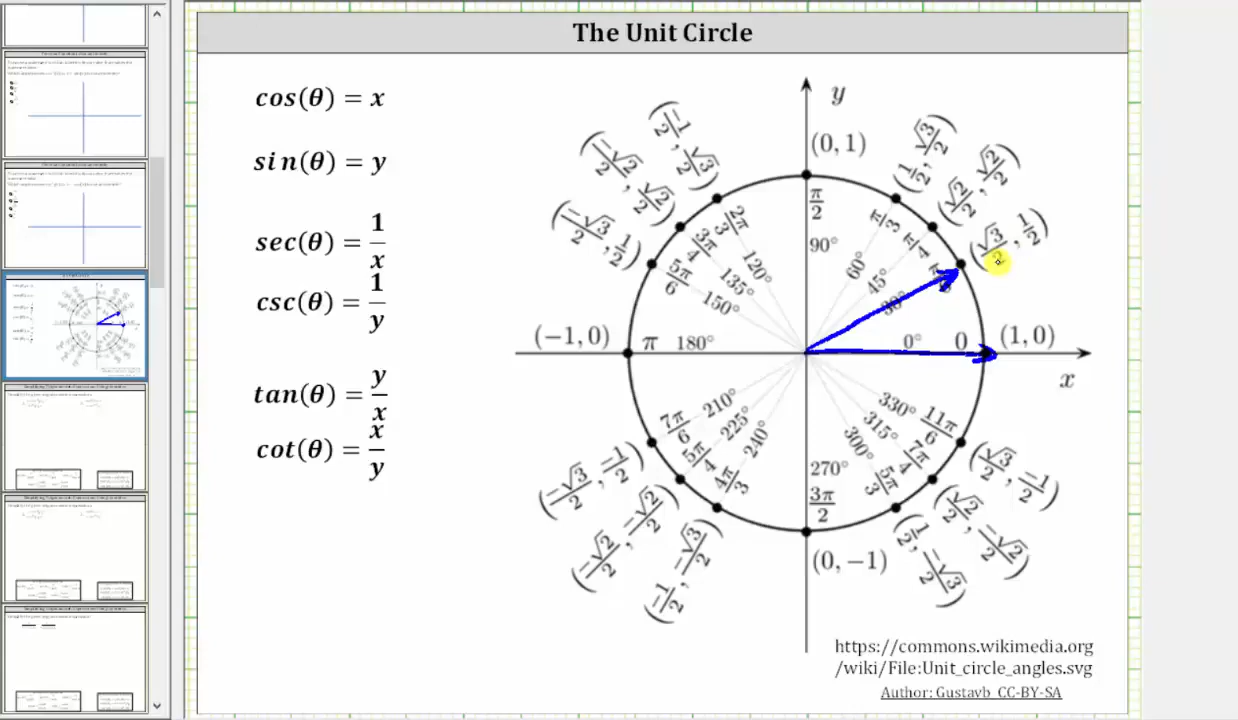 The Unit Circle
cos(θ) = x
sin(θ) = y
sec(θ) = 1/x
csc(θ) = 1/y
tan(θ) = y/x
cot(θ) = x/y
y
(0, 1)
(-1/2, √3/2)
(-√2/2, √2/2)
(-√3/2, 1/2)
(1/2, √3/2)
(√2/2, √2/2)
(√3/2, 1/2)
π/2
90°
2π/3
120°
3π/4
135°
5π/6
150°
π/3
60°
π/4
45°
30°
(-1, 0)
π
180°
0°
0
(1, 0)
x
7π/6
210°
5π/4
225°
4π/3
240°
270°
3π/2
330°
11π/6
315°
7π/4
300°
5π/3
(-√3/2, -1/2)
(-√2/2, -√2/2)
(-1/2, -√3/2)
(0, -1)
(√3/2, -1/2)
(√2/2, -√2/2)
(1/2, -√3/2)
https://commons.wikimedia.org
/wiki/File:Unit_circle_angles.svg
Author: Gustavb CC-BY-SA